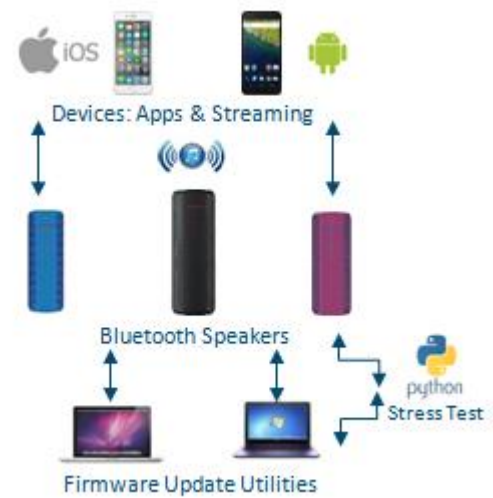 iOS
Devices: Apps & Streaming
Bluetooth Speakers
python
Stress Test
Firmware Update Utilities